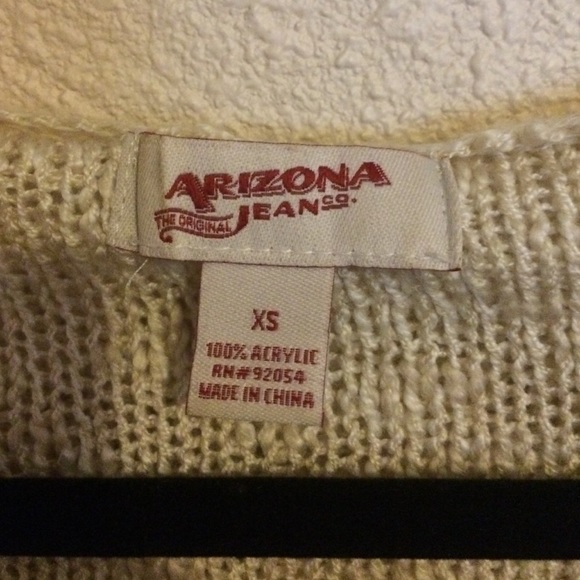 ARIZONA
THE ORIGINAL JEAN CO.
XS
100% ACRYLIC
RN#92054
MADE IN CHINA